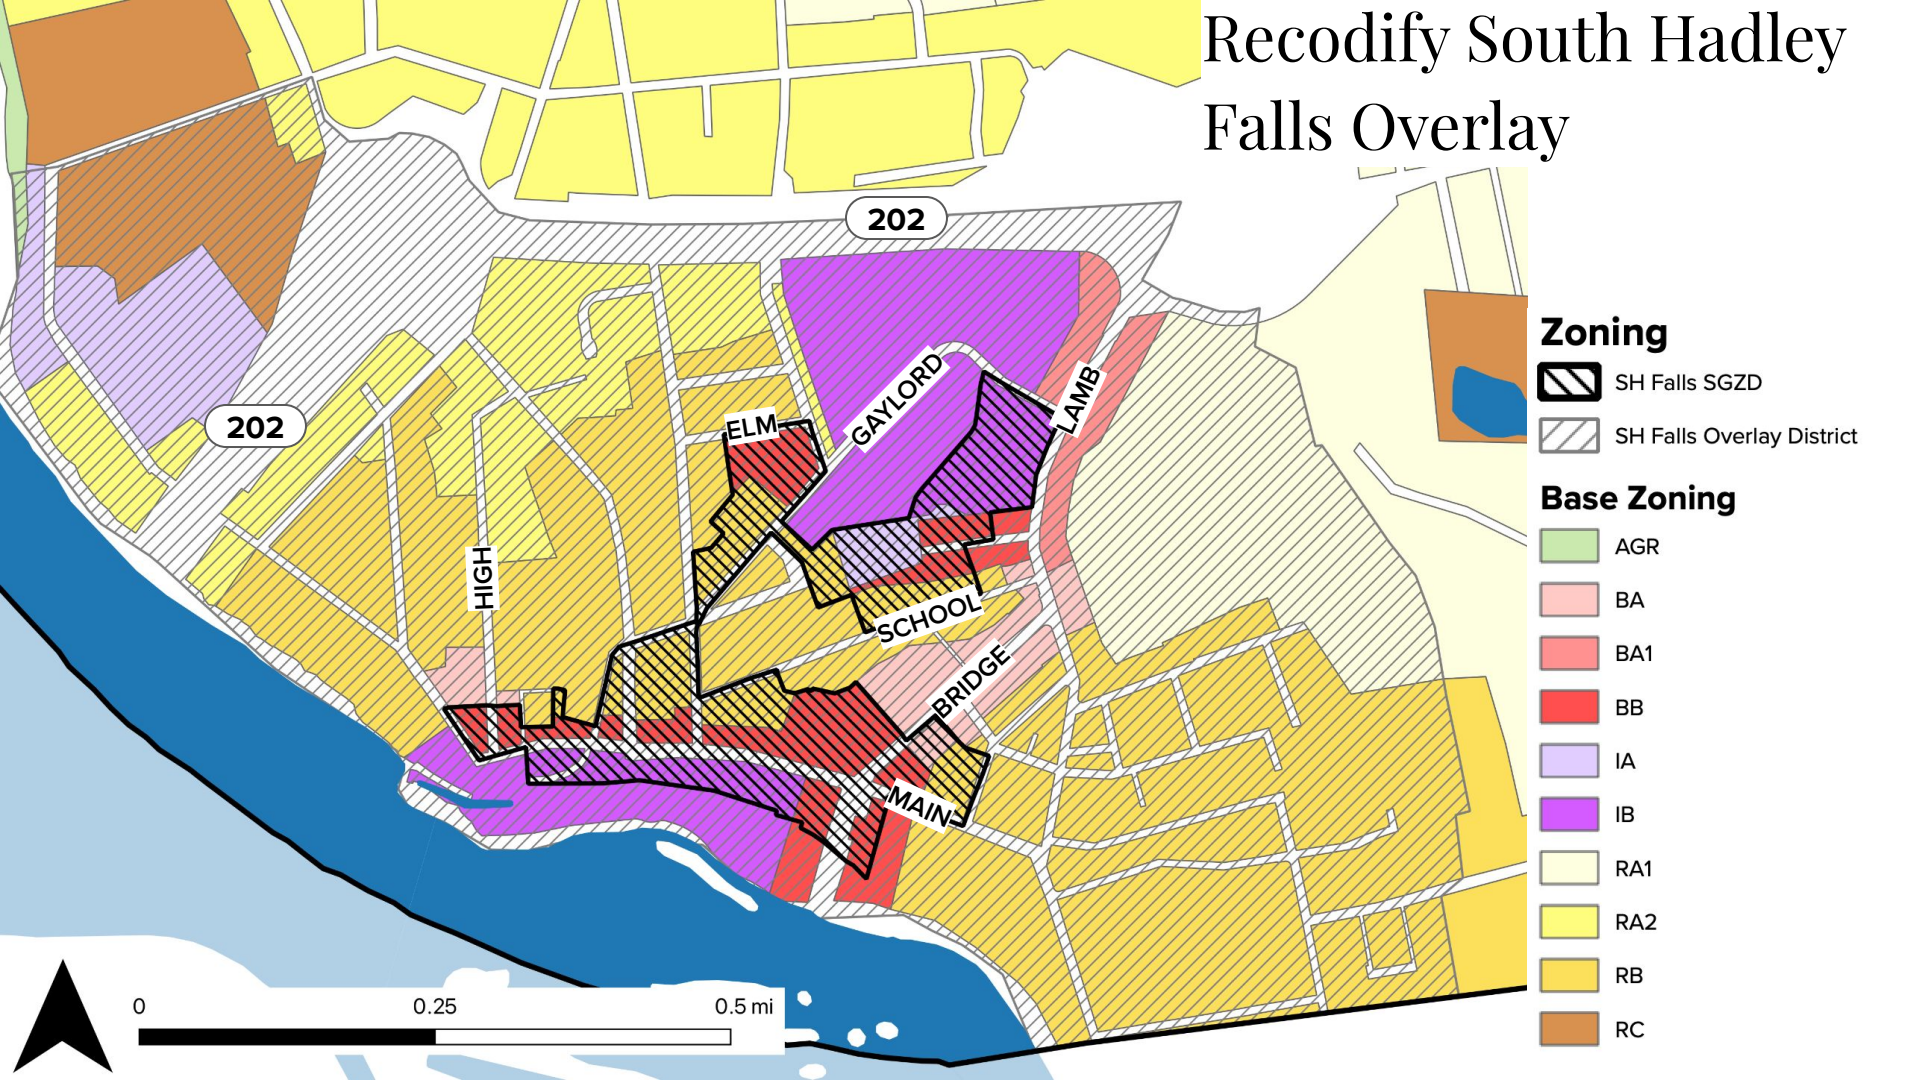 Recodify South Hadley
Falls Overlay
202
202
GAYLORD
LAMB
ELM
HIGH
SCHOOL
BRIDGE
MAIN
0 0.25 0.5 mi
Zoning
SH Falls SGZD
SH Falls Overlay District
Base Zoning
AGR
BA
BA1
BB
IA
IB
RA1
RA2
RB
RC